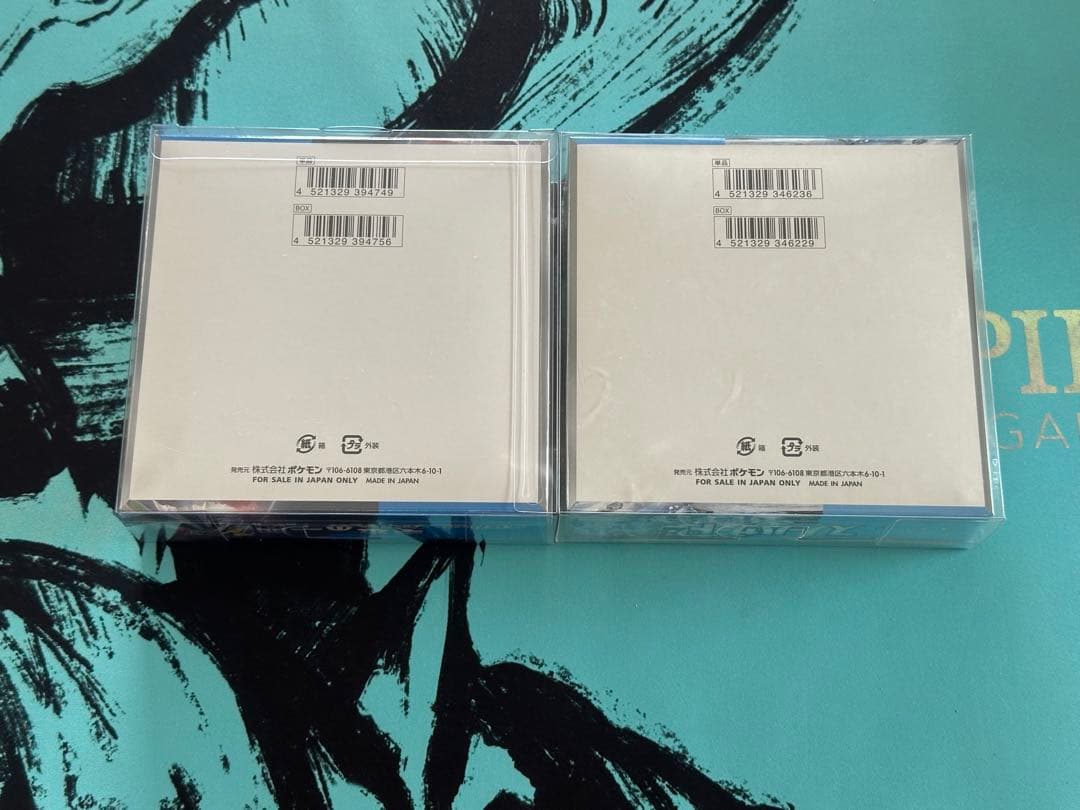 単品
4 521329 394749
BOX
4 521329 394756
紙 箱 プラ 外装
発売元 株式会社 ポケモン 〒106-6108 東京都港区六本木6-10-1
FOR SALE IN JAPAN ONLY MADE IN JAPAN
単品
4 521329 346236
BOX
4 521329 346229
紙 箱 プラ 外装
発売元 株式会社 ポケモン 〒106-6108 東京都港区六本木6-10-1
FOR SALE IN JAPAN ONLY MADE IN JAPAN